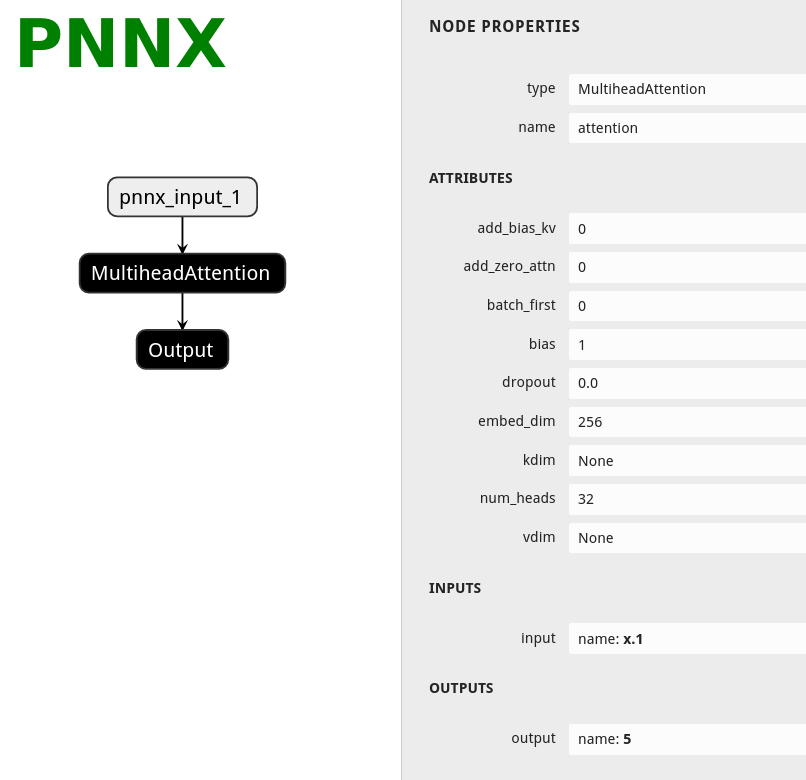 PNNX
pnnx_input_1
MultiheadAttention
Output
NODE PROPERTIES
type MultiheadAttention
name attention
ATTRIBUTES
add_bias_kv 0
add_zero_attn 0
batch_first 0
bias 1
dropout 0.0
embed_dim 256
kdim None
num_heads 32
vdim None
INPUTS
input name: x.1
OUTPUTS
output name: 5